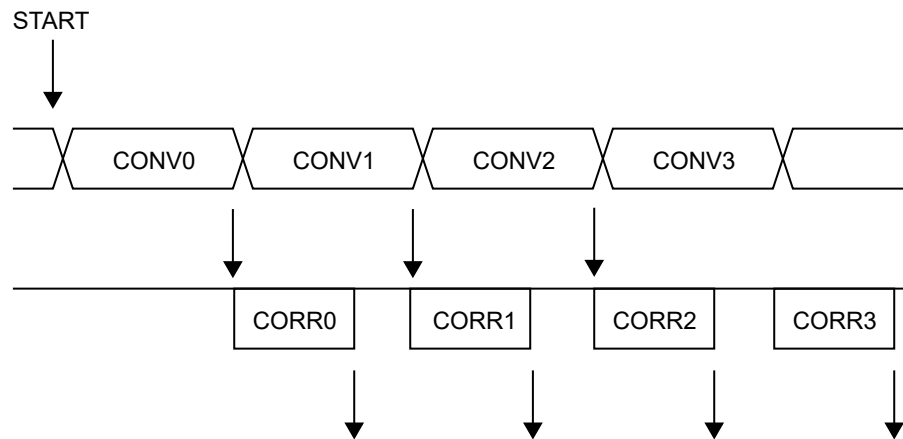 START
CONV0 CONV1 CONV2 CONV3
CORR0 CORR1 CORR2 CORR3